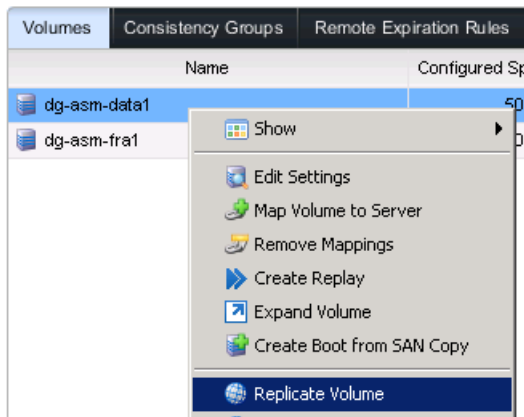 Volumes Consistency Groups Remote Expiration Rules
Name Configured Sp
dg-asm-data1 50
dg-asm-fra1
Show
Edit Settings
Map Volume to Server
Remove Mappings
Create Replay
Expand Volume
Create Boot from SAN Copy
Replicate Volume